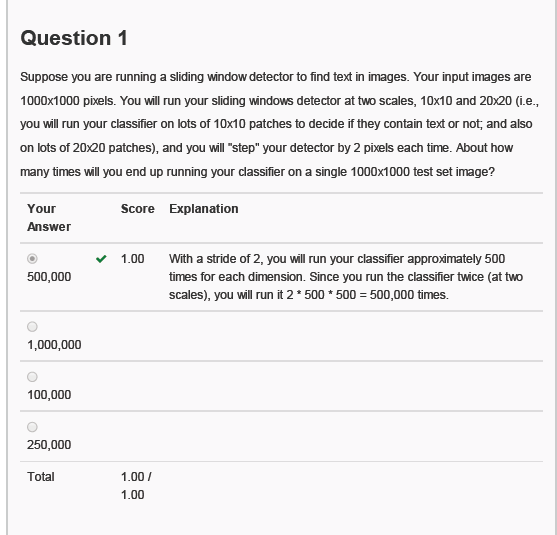 Question 1
Suppose you are running a sliding window detector to find text in images. Your input images are
1000x1000 pixels. You will run your sliding windows detector at two scales, 10x10 and 20x20 (i.e.,
you will run your classifier on lots of 10x10 patches to decide if they contain text or not; and also
on lots of 20x20 patches), and you will "step" your detector by 2 pixels each time. About how
many times will you end up running your classifier on a single 1000x1000 test set image?
Your Answer Score Explanation
500,000 ✔ 1.00 With a stride of 2, you will run your classifier approximately 500
times for each dimension. Since you run the classifier twice (at two
scales), you will run it 2 * 500 * 500 = 500,000 times.
1,000,000
100,000
250,000
Total 1.00 /
1.00